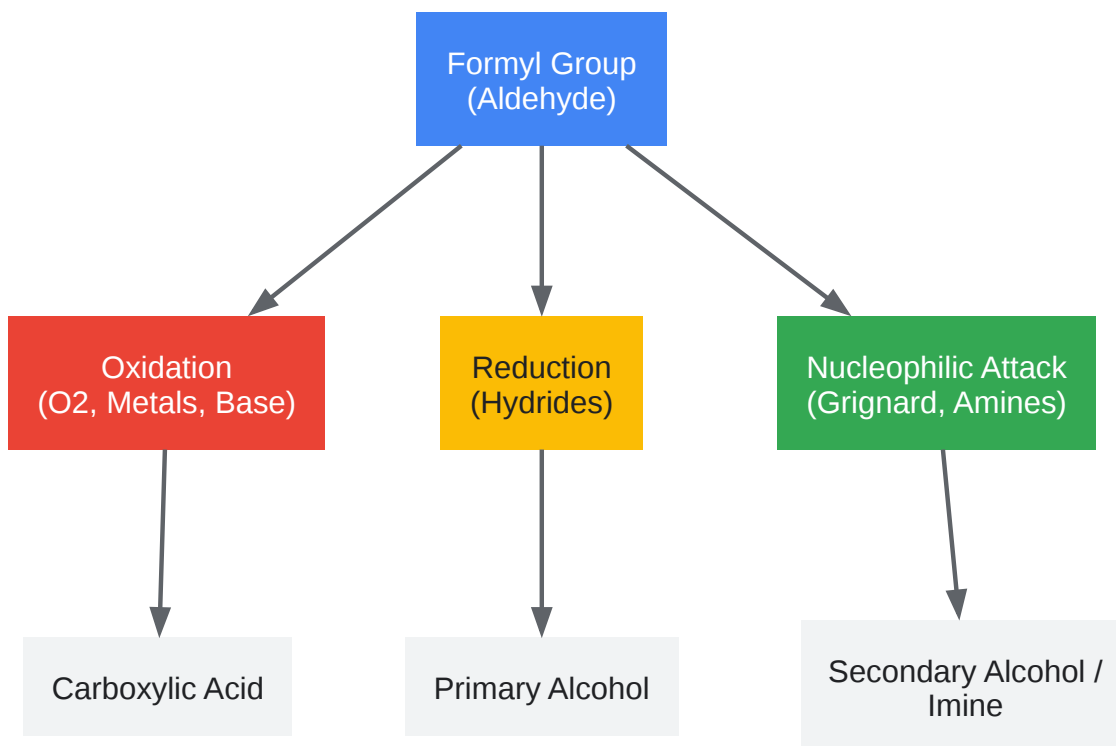 Formyl Group
(Aldehyde)
Oxidation
(O2, Metals, Base)
Reduction
(Hydrides)
Nucleophilic Attack
(Grignard, Amines)
Carboxylic Acid
Primary Alcohol
Secondary Alcohol /
Imine